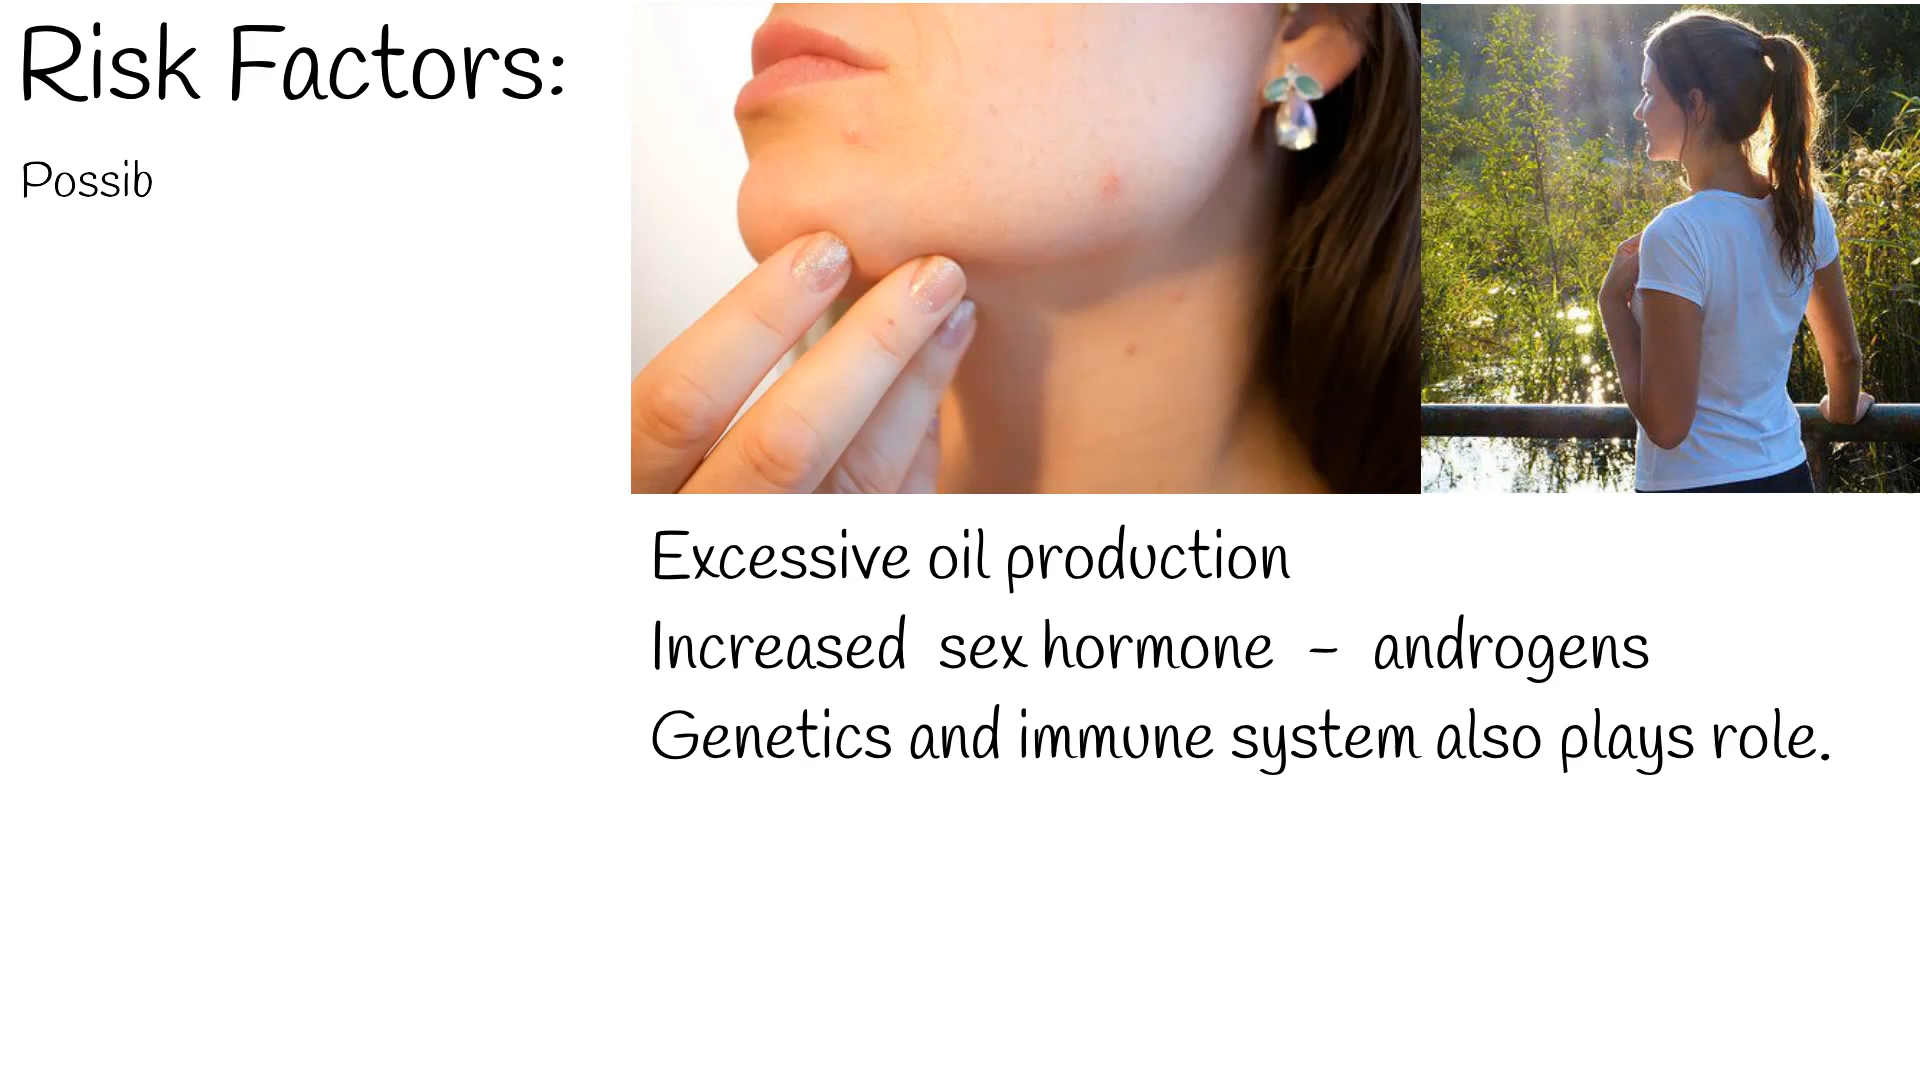 Risk Factors:
Possib
Excessive oil production
Increased sex hormone - androgens
Genetics and immune system also plays role.